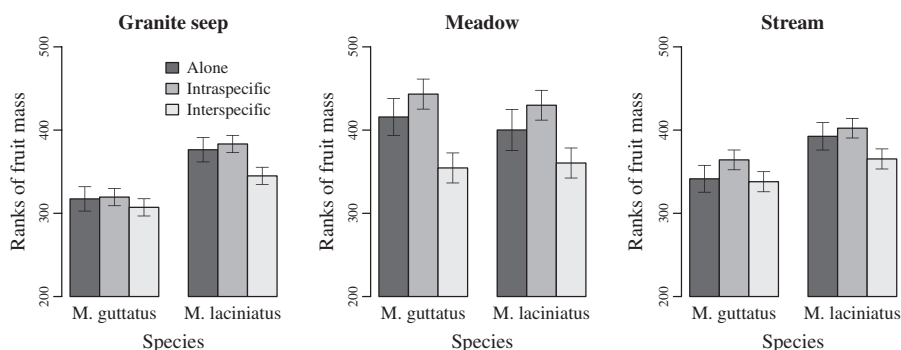 Granite seep
Ranks of fruit mass
500
400
300
200
Alone
Intraspecific
Interspecific
M. guttatus
M. laciniatus
Species
Meadow
Ranks of fruit mass
500
400
300
200
M. guttatus
M. laciniatus
Species
Stream
Ranks of fruit mass
500
400
300
200
M. guttatus
M. laciniatus
Species